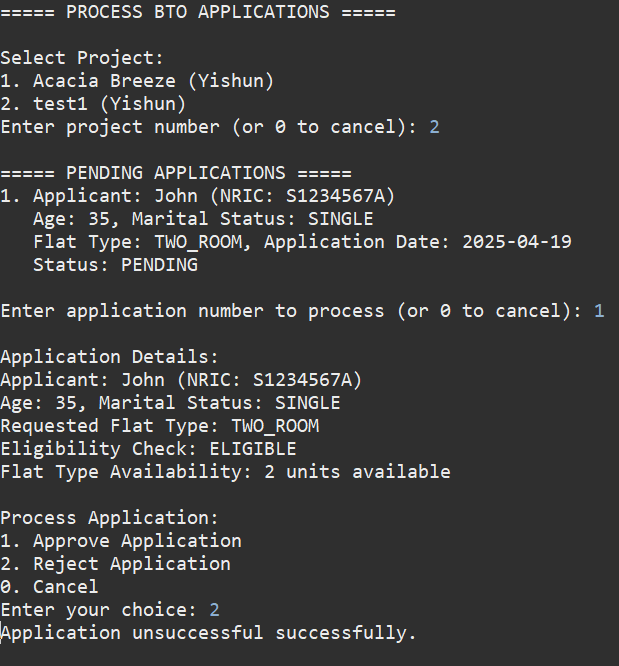 ===== PROCESS BTO APPLICATIONS =====
Select Project:
1. Acacia Breeze (Yishun)
2. test1 (Yishun)
Enter project number (or 0 to cancel): 2
===== PENDING APPLICATIONS =====
1. Applicant: John (NRIC: S1234567A)
Age: 35, Marital Status: SINGLE
Flat Type: TWO_ROOM, Application Date: 2025-04-19
Status: PENDING
Enter application number to process (or 0 to cancel): 1
Application Details:
Applicant: John (NRIC: S1234567A)
Age: 35, Marital Status: SINGLE
Requested Flat Type: TWO_ROOM
Eligibility Check: ELIGIBLE
Flat Type Availability: 2 units available
Process Application:
1. Approve Application
2. Reject Application
0. Cancel
Enter your choice: 2
Application unsuccessful successfully.